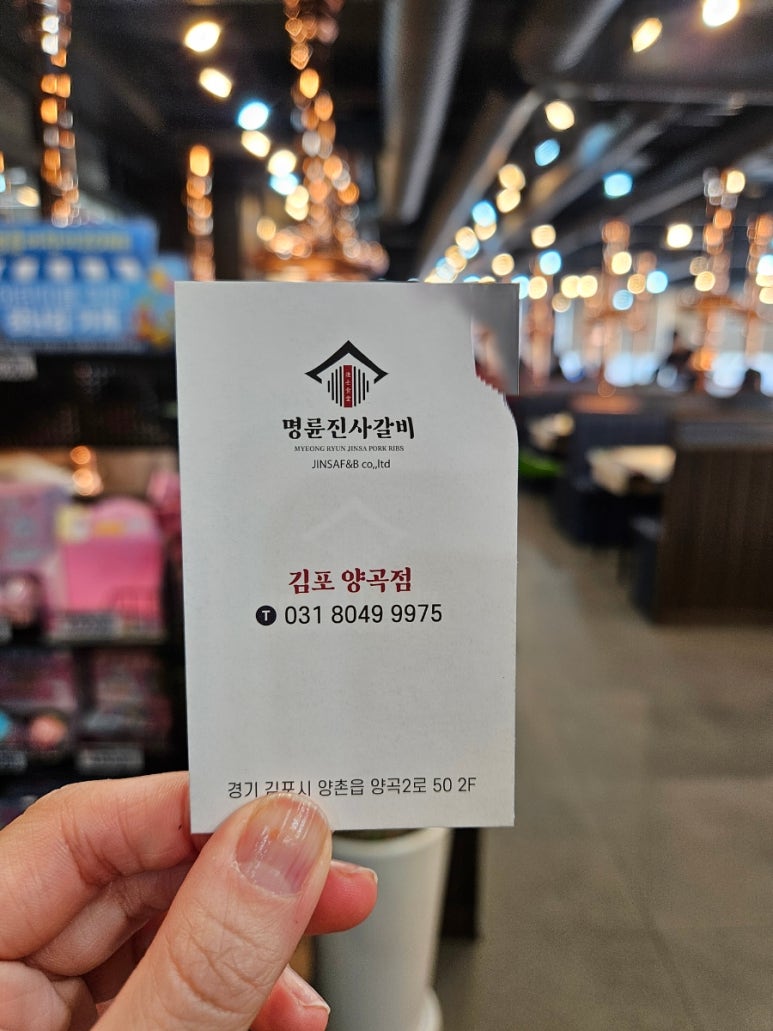 명륜진사갈비
MYEONG RYUN JINSA PORK RIBS
JINSAF&B co,,ltd
김포 양곡점
T 031 8049 9975
경기 김포시 양촌읍 양곡2로 50 2F